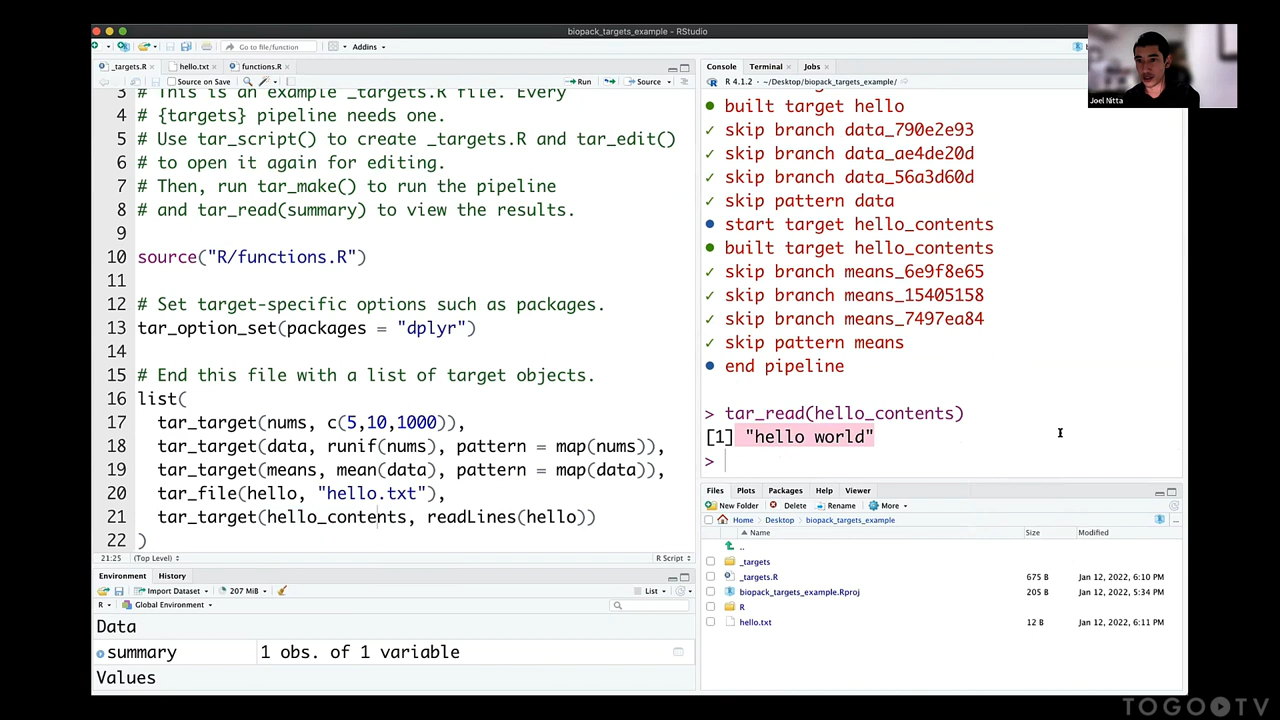 biopack_targets_example - RStudio
Go to file/function
Addins
_targets.R
hello.txt
functions.R
Source on Save
Run
Source
3 # This is an example _targets.R file. Every
4 # {targets} pipeline needs one.
5 # Use tar_script() to create _targets.R and tar_edit()
6 # to open it again for editing.
7 # Then, run tar_make() to run the pipeline
8 # and tar_read(summary) to view the results.
9
10 source("R/functions.R")
11
12 # Set target-specific options such as packages.
13 tar_option_set(packages = "dplyr")
14
15 # End this file with a list of target objects.
16 list(
17 tar_target(nums, c(5,10,1000)),
18 tar_target(data, runif(nums), pattern = map(nums)),
19 tar_target(means, mean(data), pattern = map(data)),
20 tar_file(hello, "hello.txt"),
21 tar_target(hello_contents, readLines(hello))
22 )
21:25 (Top Level) R Script
Environment History
Import Dataset 207 MiB List
R Global Environment
Data
summary 1 obs. of 1 variable
Values
Console Terminal Jobs
R 4.1.2 · ~/Desktop/biopack_targets_example/
built target hello
✓ skip branch data_790e2e93
✓ skip branch data_ae4de20d
✓ skip branch data_56a3d60d
✓ skip pattern data
● start target hello_contents
● built target hello_contents
✓ skip branch means_6e9f8e65
✓ skip branch means_15405158
✓ skip branch means_7497ea84
✓ skip pattern means
● end pipeline
> tar_read(hello_contents)
[1] "hello world"
>
Files Plots Packages Help Viewer
New Folder Delete Rename More
Home Desktop biopack_targets_example
Name Size Modified
..
_targets
_targets.R 675 B Jan 12, 2022, 6:10 PM
biopack_targets_example.Rproj 205 B Jan 12, 2022, 5:34 PM
R
hello.txt 12 B Jan 12, 2022, 6:11 PM
Joel Nitta
TOGO TV